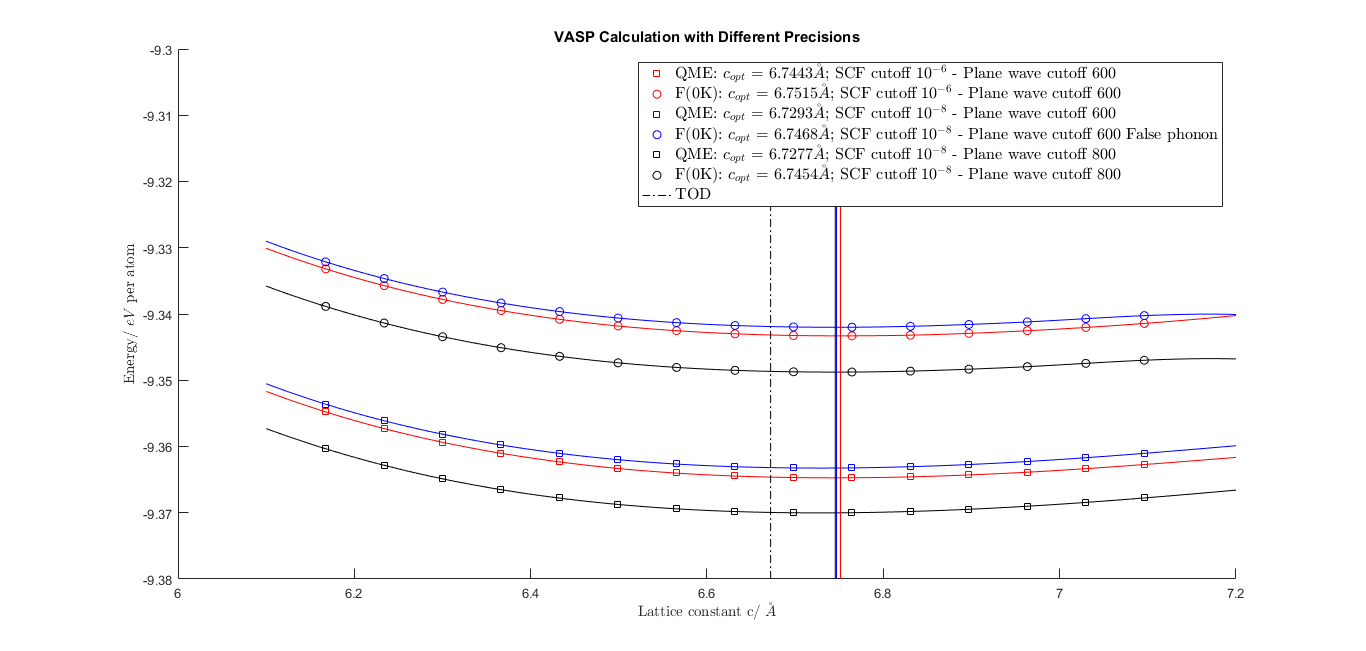 VASP Calculation with Different Precisions
-9.3
-9.31
-9.32
-9.33
-9.34
-9.35
-9.36
-9.37
-9.38
Energy/ eV per atom
QME: c_opt = 6.7443Å; SCF cutoff 10^−6 - Plane wave cutoff 600
F(0K): c_opt = 6.7515Å; SCF cutoff 10^−6 - Plane wave cutoff 600
QME: c_opt = 6.7293Å; SCF cutoff 10^−8 - Plane wave cutoff 600
F(0K): c_opt = 6.7468Å; SCF cutoff 10^−8 - Plane wave cutoff 600 False phonon
QME: c_opt = 6.7277Å; SCF cutoff 10^−8 - Plane wave cutoff 800
F(0K): c_opt = 6.7454Å; SCF cutoff 10^−8 - Plane wave cutoff 800
TOD
6 6.2 6.4 6.6 6.8 7 7.2
Lattice constant c/ Å